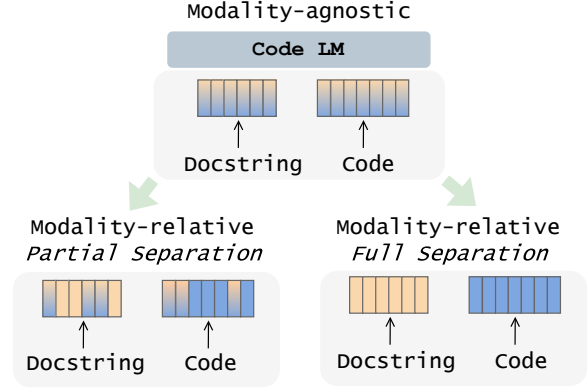 Modality-agnostic
Code LM
Docstring Code
Modality-relative
Partial Separation
Docstring Code
Modality-relative
Full Separation
Docstring Code